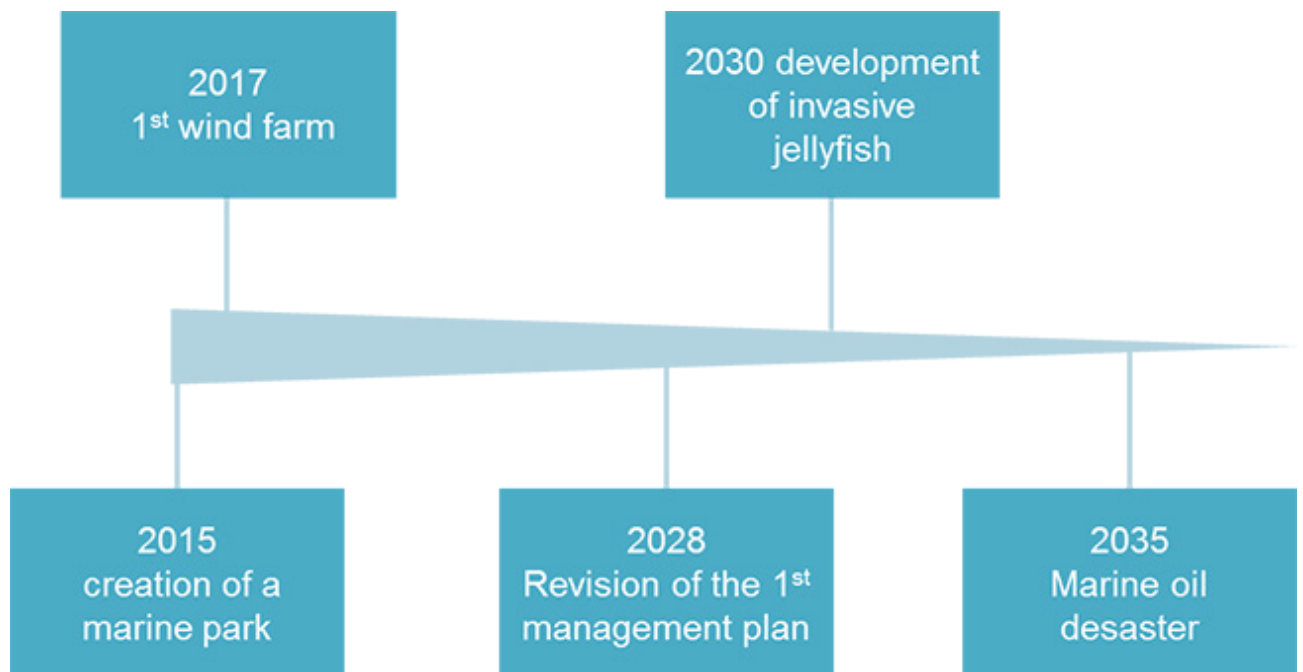 2017
1st wind farm
2030 development
of invasive
jellyfish
2015
creation of a
marine park
2028
Revision of the 1st
management plan
2035
Marine oil
desaster